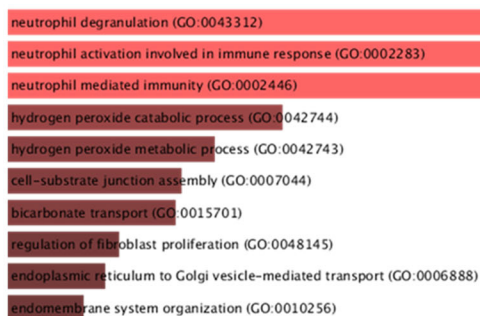 neutrophil degranulation (GO:0043312)
neutrophil activation involved in immune response (GO:0002283)
neutrophil mediated immunity (GO:0002446)
hydrogen peroxide catabolic process (GO:0042744)
hydrogen peroxide metabolic process (GO:0042743)
cell-substrate junction assembly (GO:0007044)
bicarbonate transport (GO:0015701)
regulation of fibroblast proliferation (GO:0048145)
endoplasmic reticulum to Golgi vesicle-mediated transport (GO:0006888)
endomembrane system organization (GO:0010256)